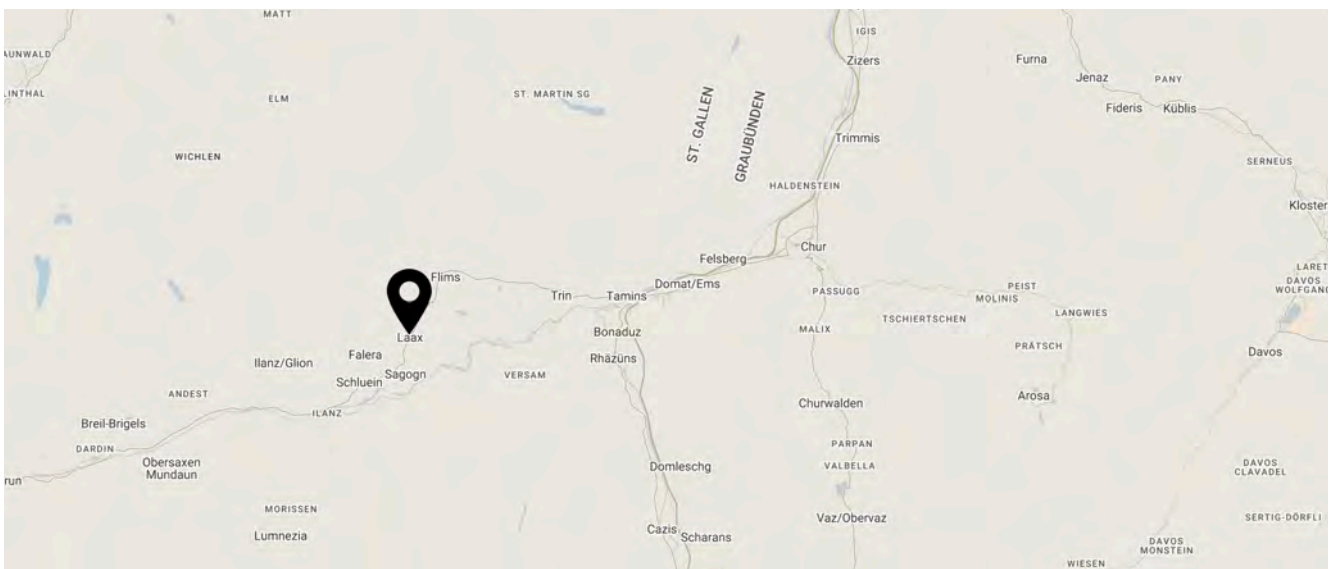 MATT
AUNWALD
LINTHAL
ELM
ST. MARTIN SG
WICHLEN
ST. GALLEN
GRAUBÜNDEN
IGIS
Zizers
Trimmis
HALDENSTEIN
Furna
Jenaz
PANY
Fideris
Küblis
SERNEUS
Kloster
LARET
DAVOS
WOLFGANG
Chur
Felsberg
Domat/Ems
Flims
Trin
Tamins
PASSUGG
PEIST
MOLINIS
LANGWIES
TSCHIERTSCHEN
Laax
Bonaduz
MALIX
PRÄTSCH
Davos
Falera
Ilanz/Glion
Rhäzüns
Sagogn
Schluein
VERSAM
ANDEST
ILANZ
Churwalden
Arosa
Breil-Brigels
DARDIN
PARPAN
VALBELLA
Obersaxen
Mundaun
run
Domleschg
DAVOS
CLAVADEL
MORISSEN
Lumnezia
Cazis
Scharans
Vaz/Obervaz
SERTIG-DÖRFLI
DAVOS
MONSTEIN
WIESEN